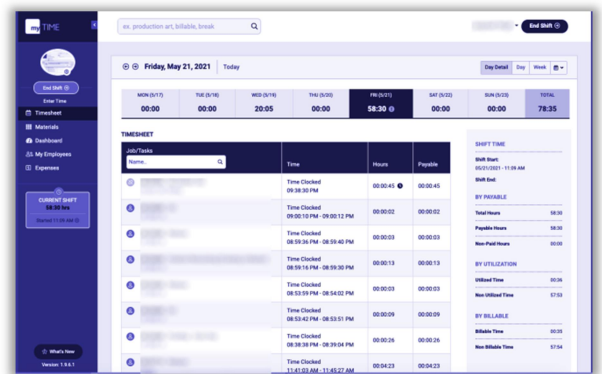 my TIME
ex. production art, billable, break
End Shift
End Shift
Enter Time
Timesheet
Materials
Dashboard
My Employees
Expenses
CURRENT SHIFT
58:30 hrs
Started 11:09 AM
What's New
Version: 1.9.6.1
Friday, May 21, 2021 Today
Day Detail Day Week
MON (5/17) TUE (5/18) WED (5/19) THU (5/20) FRI (5/21) SAT (5/22) SUN (5/23) TOTAL
00:00 00:00 20:05 00:00 58:30 00:00 00:00 78:35
TIMESHEET
Job/Tasks
Name.. Time Hours Payable
Time Clocked
09:38:30 PM 00:00:45 00:00:45
Time Clocked
09:00:10 PM - 09:00:12 PM 00:00:02 00:00:02
Time Clocked
08:59:36 PM - 08:59:40 PM 00:00:03 00:00:03
Time Clocked
08:59:16 PM - 08:59:30 PM 00:00:13 00:00:13
Time Clocked
08:53:59 PM - 08:54:02 PM 00:00:03 00:00:03
Time Clocked
08:53:42 PM - 08:53:51 PM 00:00:09 00:00:09
Time Clocked
08:38:38 PM - 08:39:04 PM 00:00:26 00:00:26
Time Clocked
11:41:03 AM - 11:45:27 AM 00:04:23 00:04:23
SHIFT TIME
Shift Start:
05/21/2021 - 11:09 AM
Shift End:
BY PAYABLE
Total Hours 58:30
Payable Hours 58:30
Non-Paid Hours 00:00
BY UTILIZATION
Utilized Time 00:36
Non Utilized Time 57:53
BY BILLABLE
Billable Time 00:35
Non Billable Time 57:54